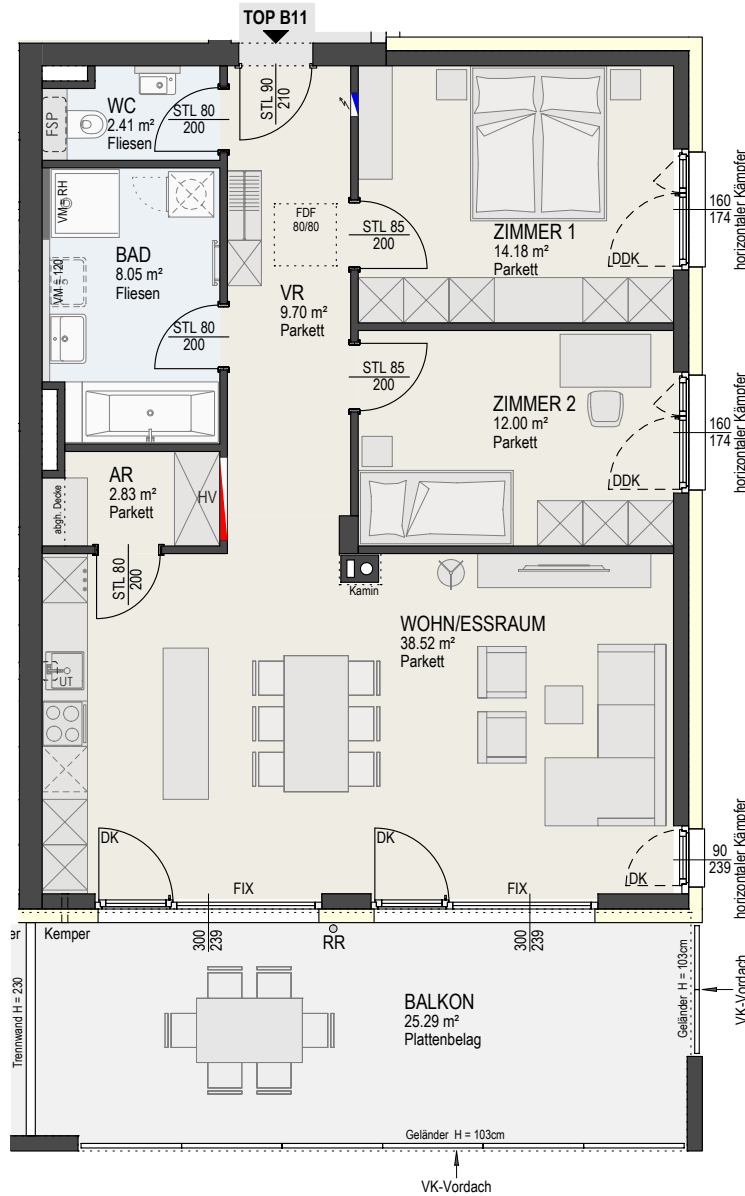 TOP B11
STL 90
210
WC
2.41 m²
Fliesen
FSP
STL 80
200
VM = RH
BAD
8.05 m²
Fliesen
VM = 120
STL 80
200
FDF
80/80
VR
9.70 m²
Parkett
STL 85
200
ZIMMER 1
14.18 m²
Parkett
DDK
160
174
horizontaler Kämpfer
STL 85
200
ZIMMER 2
12.00 m²
Parkett
DDK
160
174
horizontaler Kämpfer
AR
2.83 m²
Parkett
abgh. Decke
HV
STL 80
200
Kamin
WOHN/ESSRAUM
38.52 m²
Parkett
UT
DK
FIX
DK
FIX
DK
90
239
horizontaler Kämpfer
er
Kemper
300
239
RR
300
239
Trennwand H = 230
BALKON
25.29 m²
Plattenbelag
Geländer H = 103cm
VK-Vordach
Geländer H = 103cm
VK-Vordach